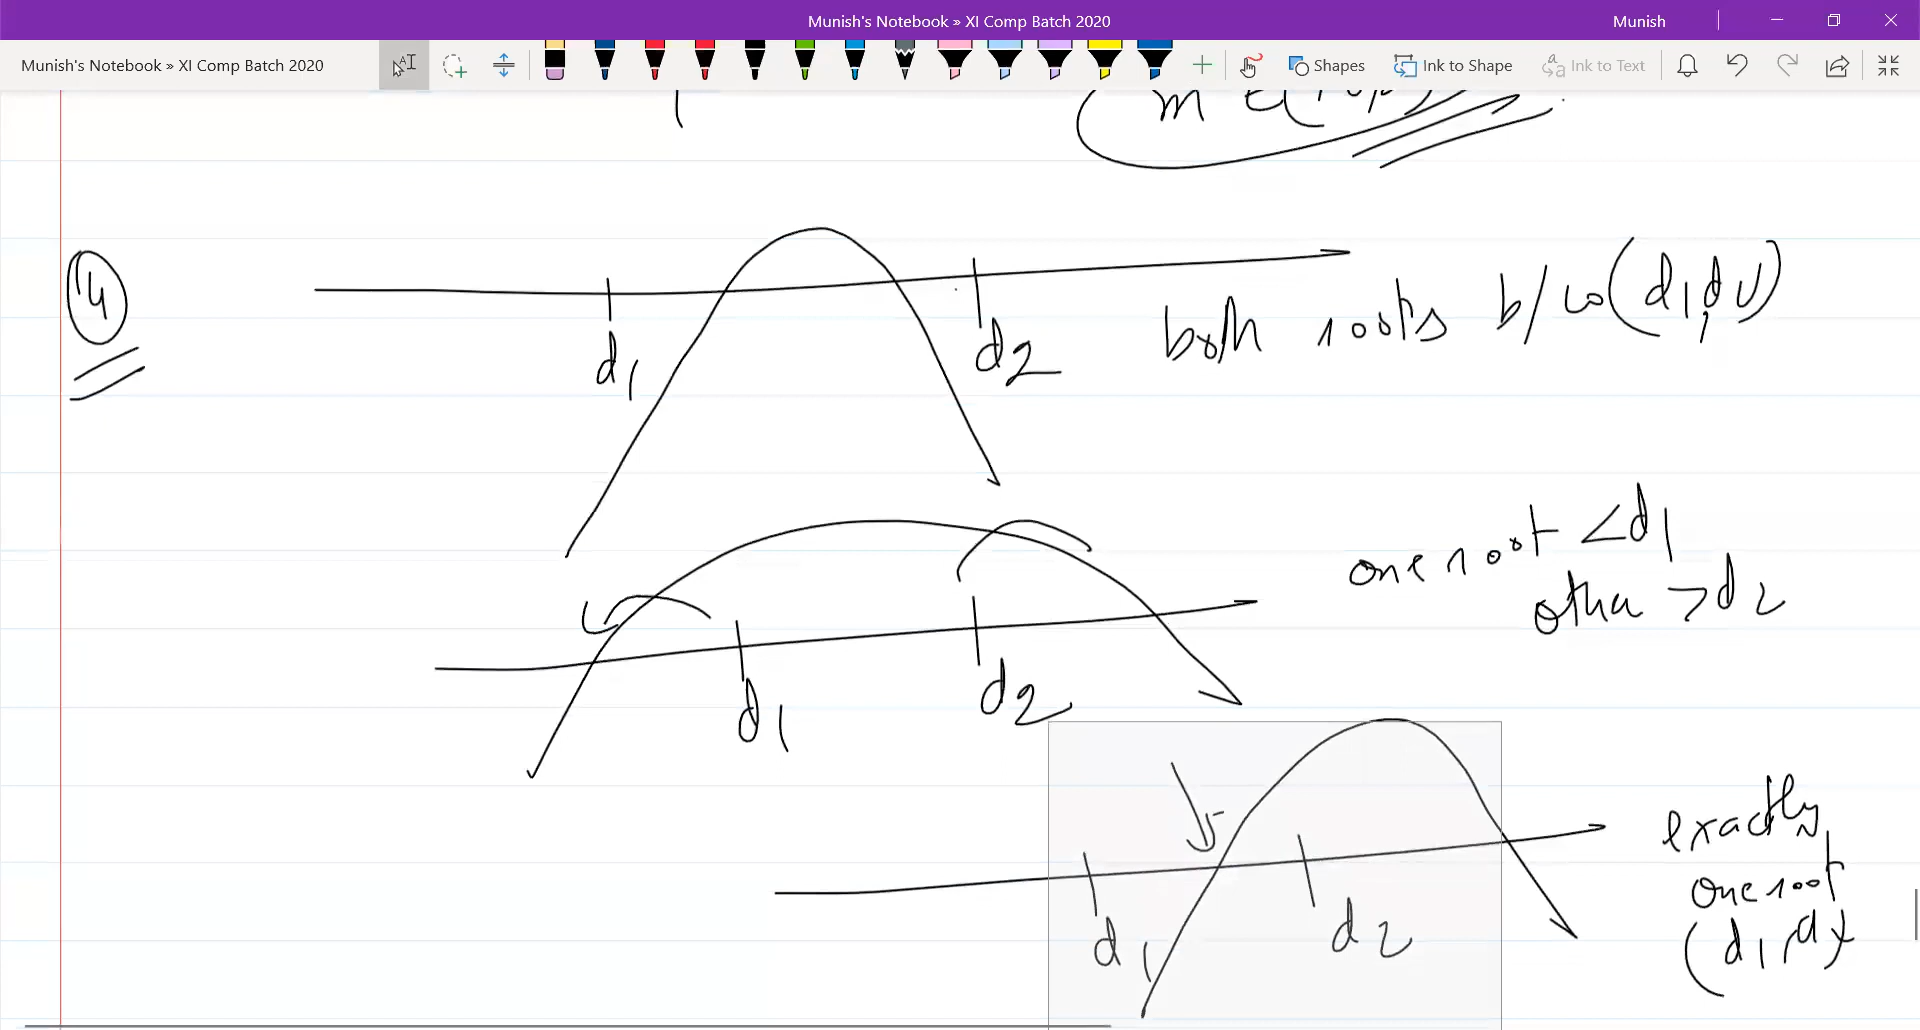 Munish's Notebook » XI Comp Batch 2020
Munish
Munish's Notebook » XI Comp Batch 2020
Shapes
Ink to Shape
Ink to Text
m ∈(
4
d1
d2
both roots b/w (d1,d2)
one root <d1
other >d2
d1
d2
exactly
one root
(d1,d2)
d1
d2